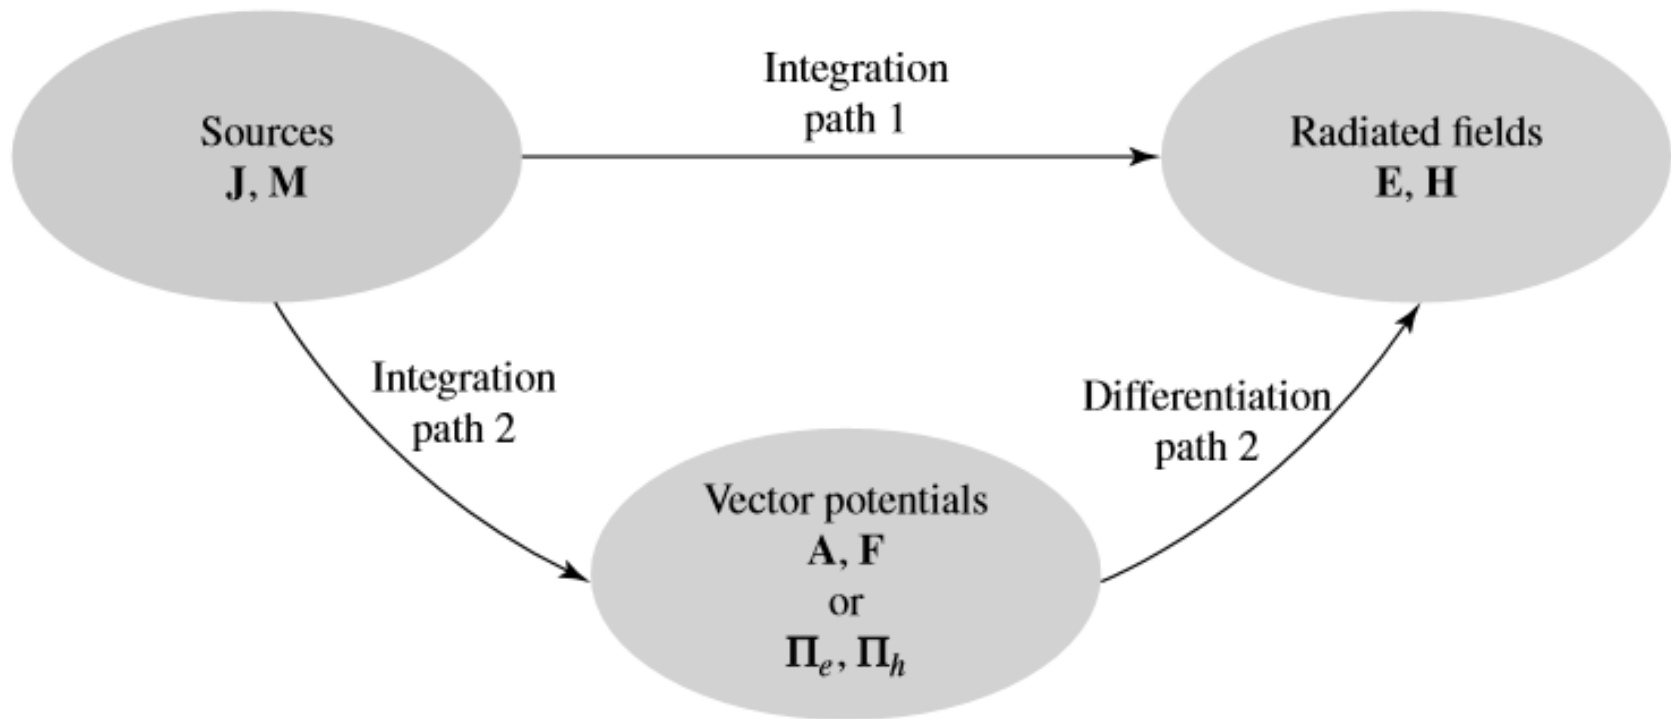 Sources
J, M
Integration
path 1
Radiated fields
E, H
Integration
path 2
Differentiation
path 2
Vector potentials
A, F
or
Πₑ, Πₕ